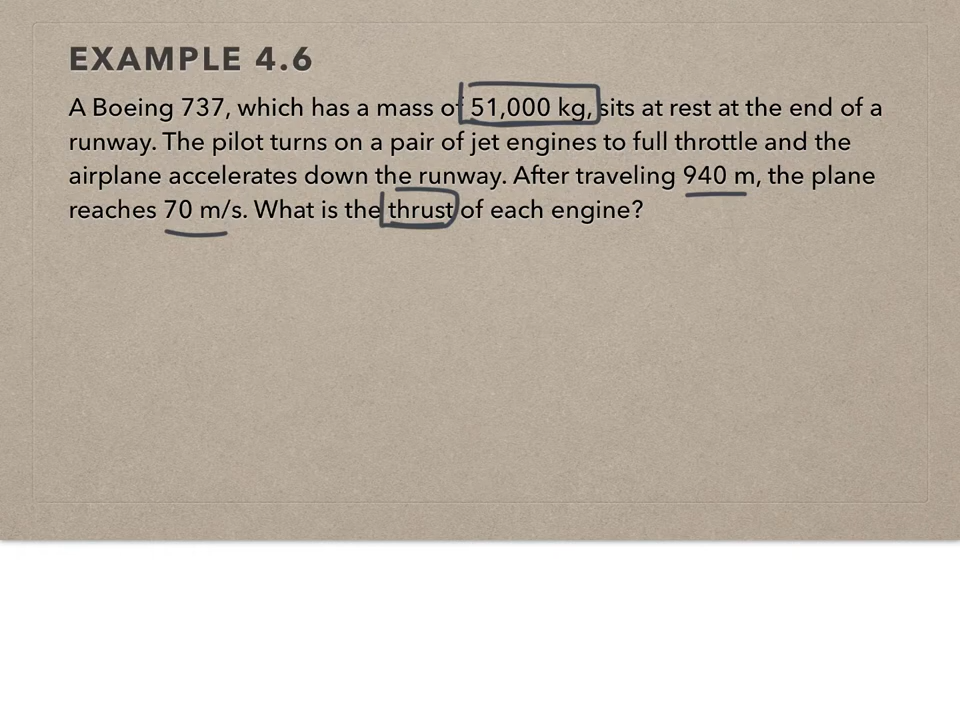 EXAMPLE 4.6
A Boeing 737, which has a mass of 51,000 kg, sits at rest at the end of a
runway. The pilot turns on a pair of jet engines to full throttle and the
airplane accelerates down the runway. After traveling 940 m, the plane
reaches 70 m/s. What is the thrust of each engine?